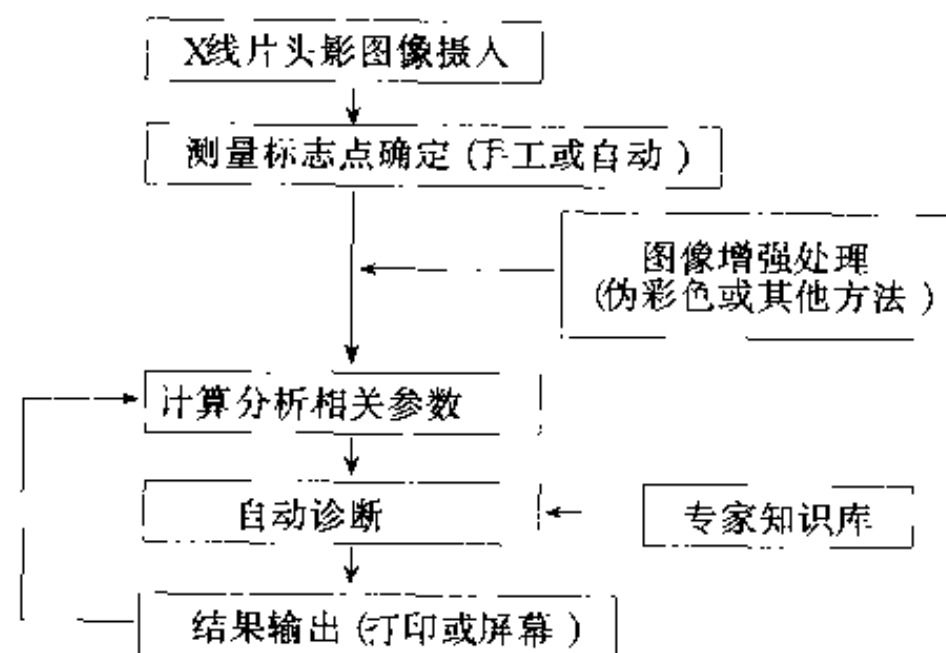 X线片头影图像摄入
测量标志点确定(手工或自动)
图像增强处理
(伪彩色或其他方法)
计算分析相关参数
自动诊断
专家知识库
结果输出(打印或屏幕)